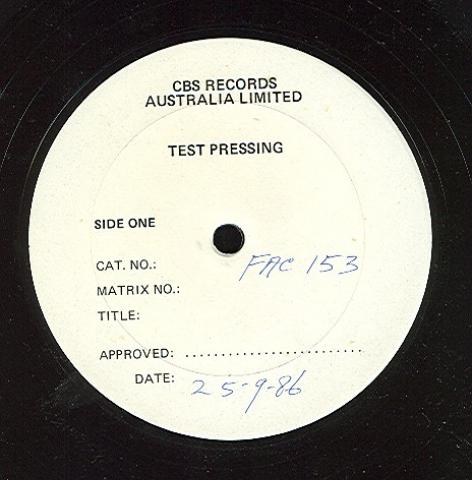 CBS RECORDS
AUSTRALIA LIMITED
TEST PRESSING
SIDE ONE
CAT. NO.: FAC 153
MATRIX NO.:
TITLE:
APPROVED: ........................
DATE: 25-9-86